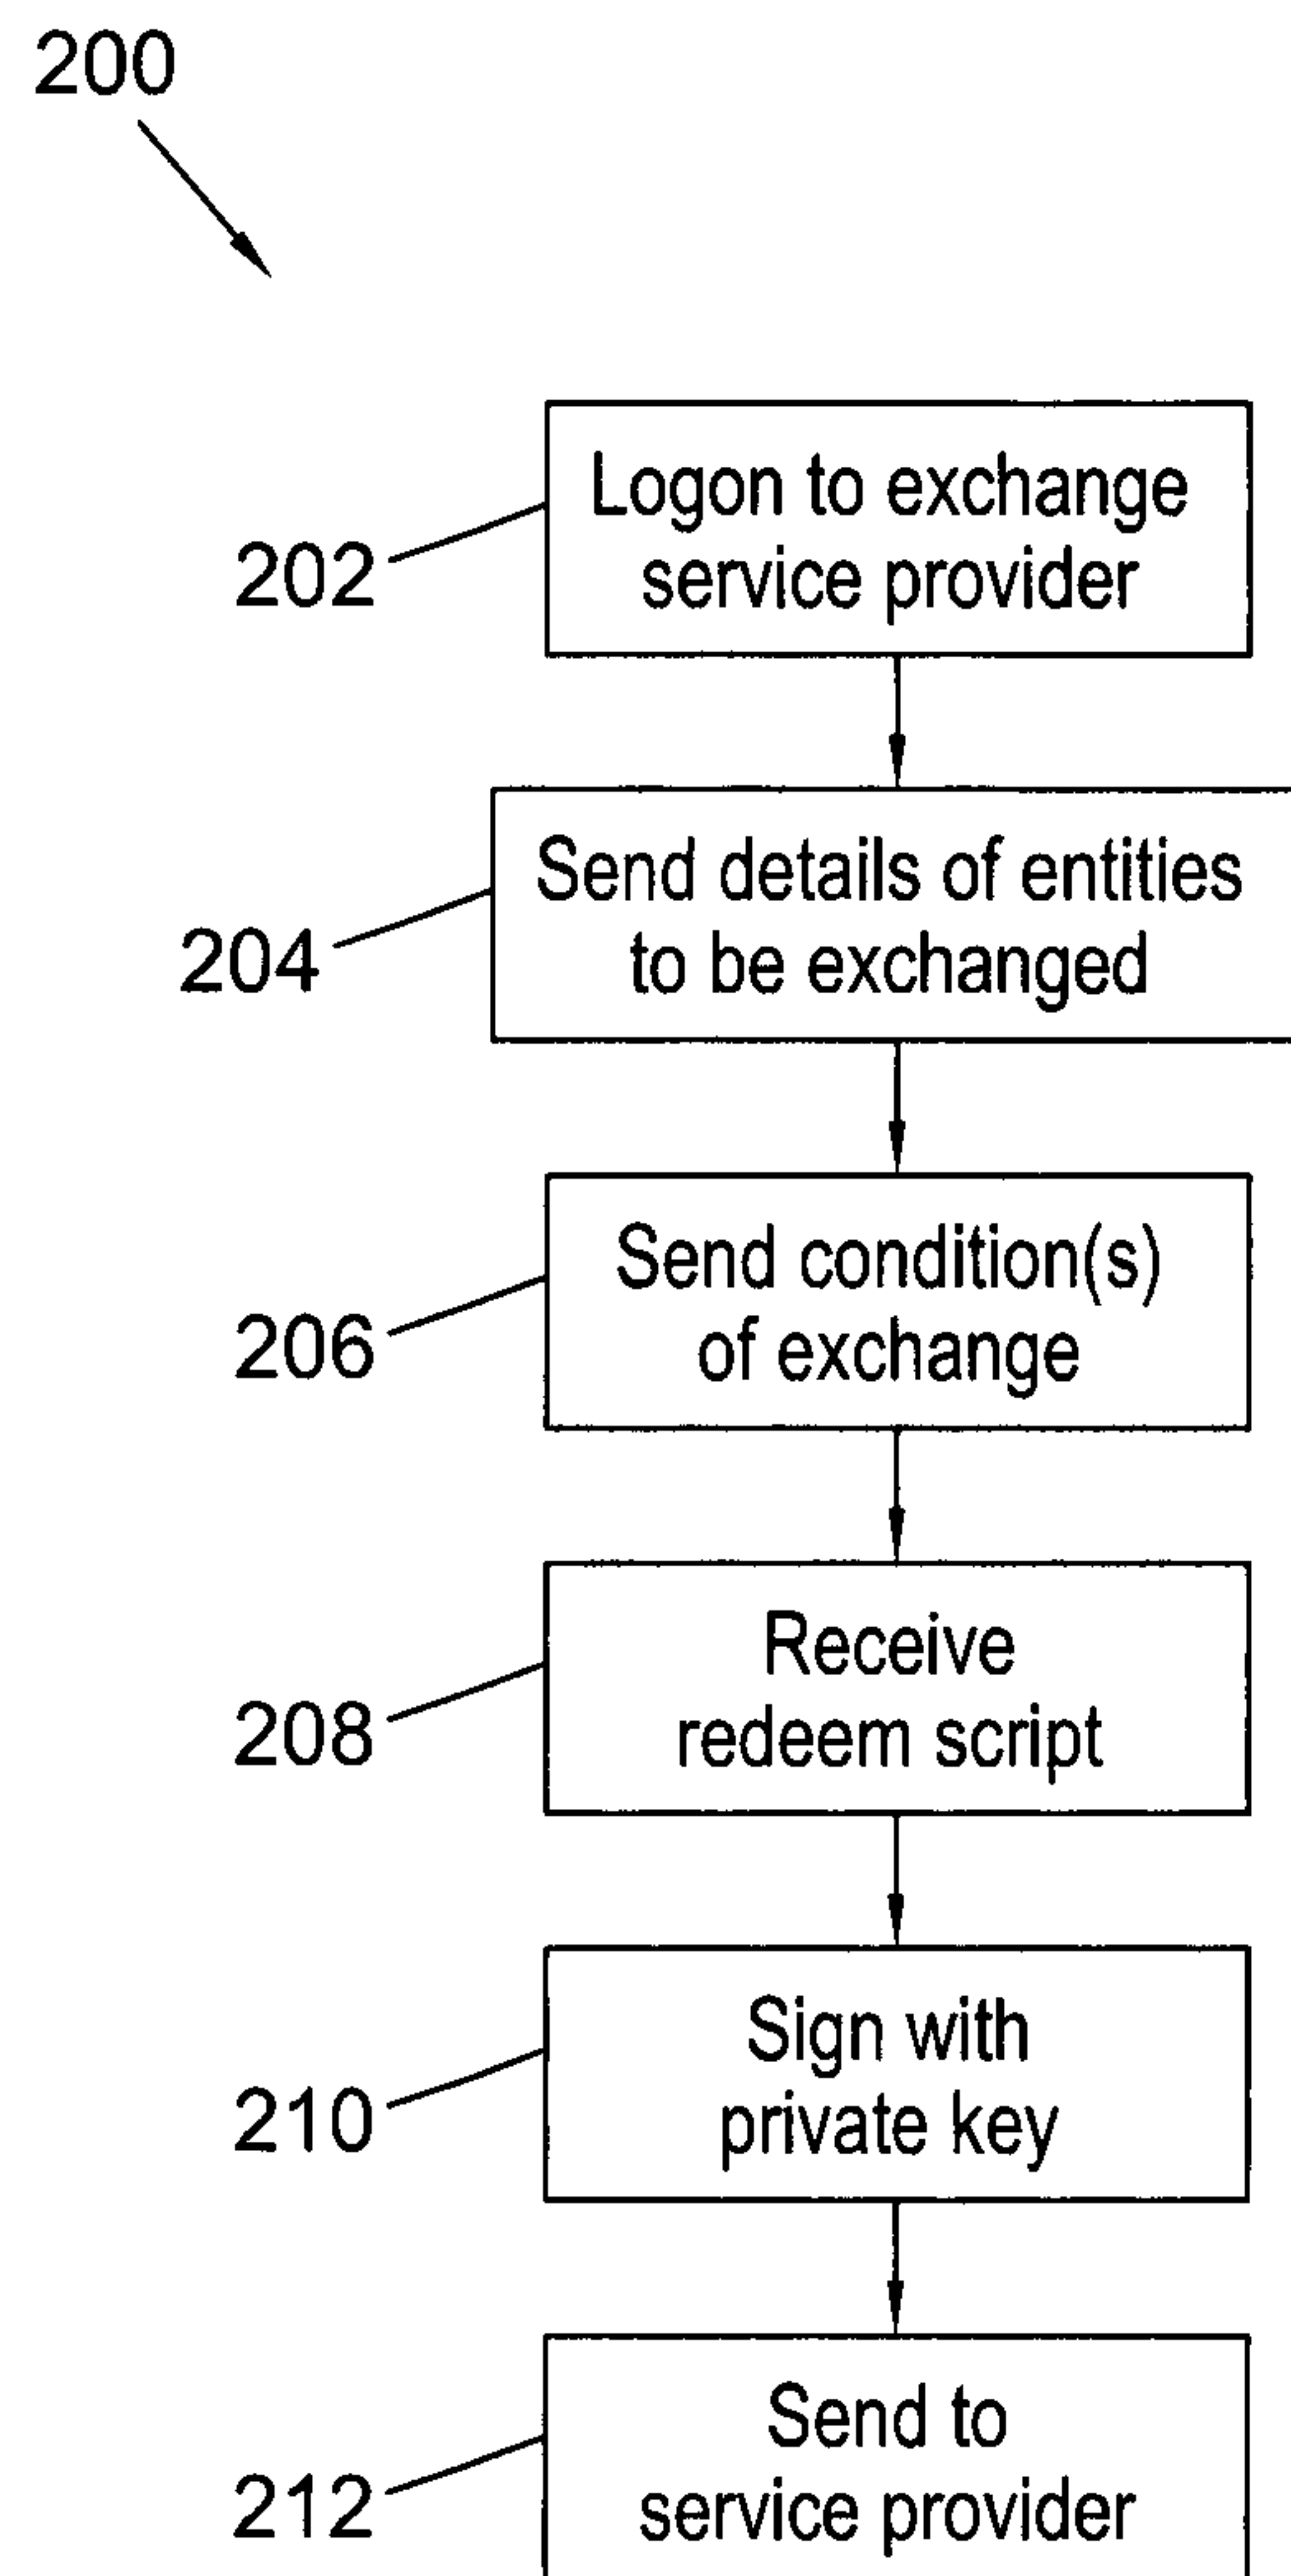 200
Logon to exchange
service provider
202
Send details of entities
to be exchanged
204
Send condition(s)
of exchange
206
Receive
redeem script
208
Sign with
private key
210
Send to
service provider
212